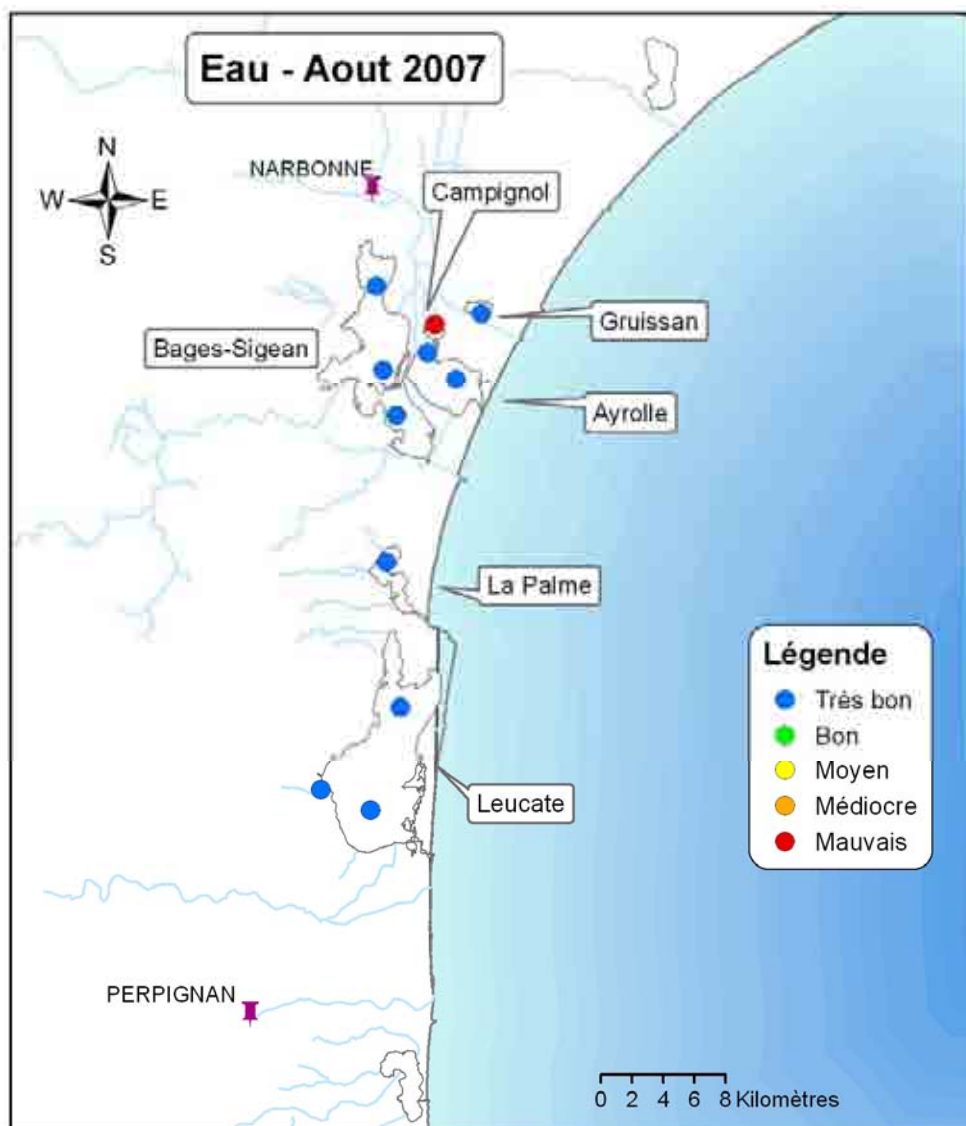 Eau - Aout 2007
N
W E
S
NARBONNE
Campignol
Gruissan
Bages-Sigean
Ayrolle
La Palme
Légende
Très bon
Bon
Moyen
Médiocre
Mauvais
Leucate
PERPIGNAN
0 2 4 6 8 Kilomètres